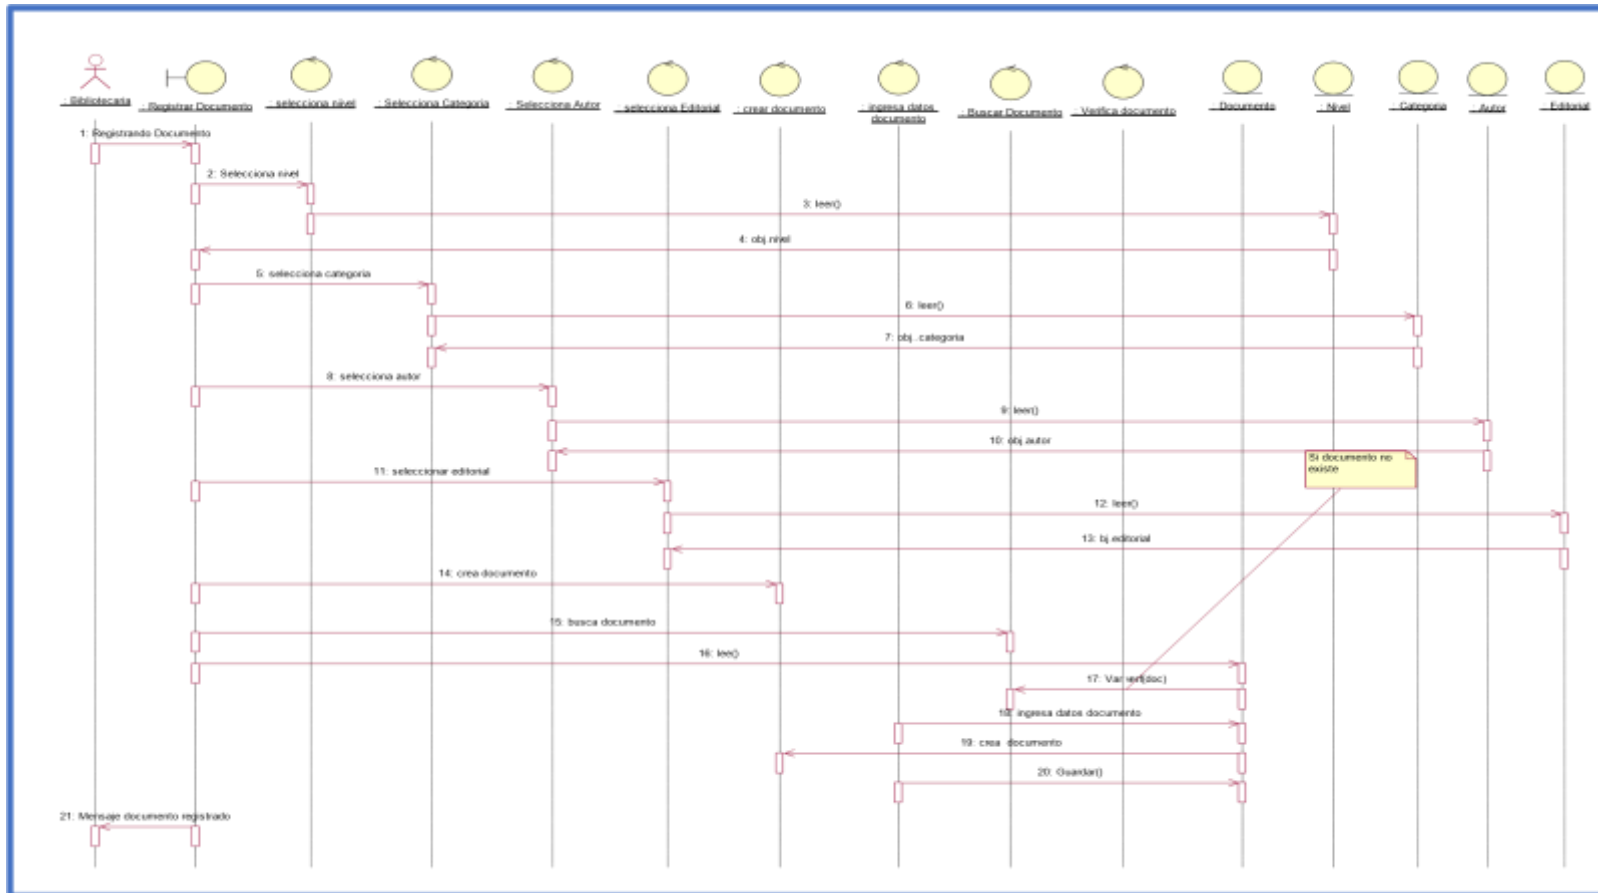 : Bibliotecaria
: Registrar Documento
: selecciona nivel
: Selecciona Categoria
: Selecciona Autor
: selecciona Editorial
: crear documento
: ingresa datos
documento
: Buscar Documento
: Verifica documento
: Documento
: Nivel
: Categoria
: Autor
: Editorial
1: Registrando Documento
2: Selecciona nivel
3: leer()
4: obj.nivel
5: selecciona categoria
6: leer()
7: obj..categoria
8: selecciona autor
9: leer()
10: obj.autor
Si documento no
existe
11: seleccionar editorial
12: leer()
13: bj.editorial
14: crea documento
15: busca documento
16: lee()
17: Var
18: ingresa datos documento
19: crea documento
20: Guardar()
21: Mensaje documento registrado